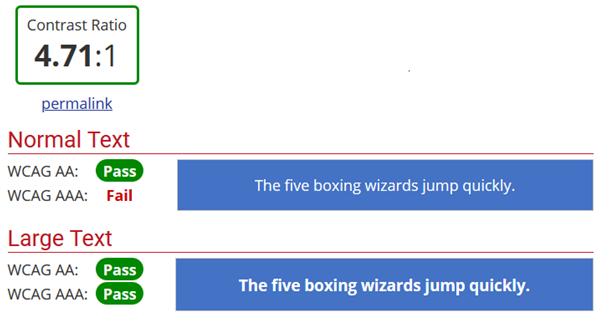 Contrast Ratio
4.71:1
permalink
Normal Text
WCAG AA: Pass
WCAG AAA: Fail
The five boxing wizards jump quickly.
Large Text
WCAG AA: Pass
WCAG AAA: Pass
The five boxing wizards jump quickly.